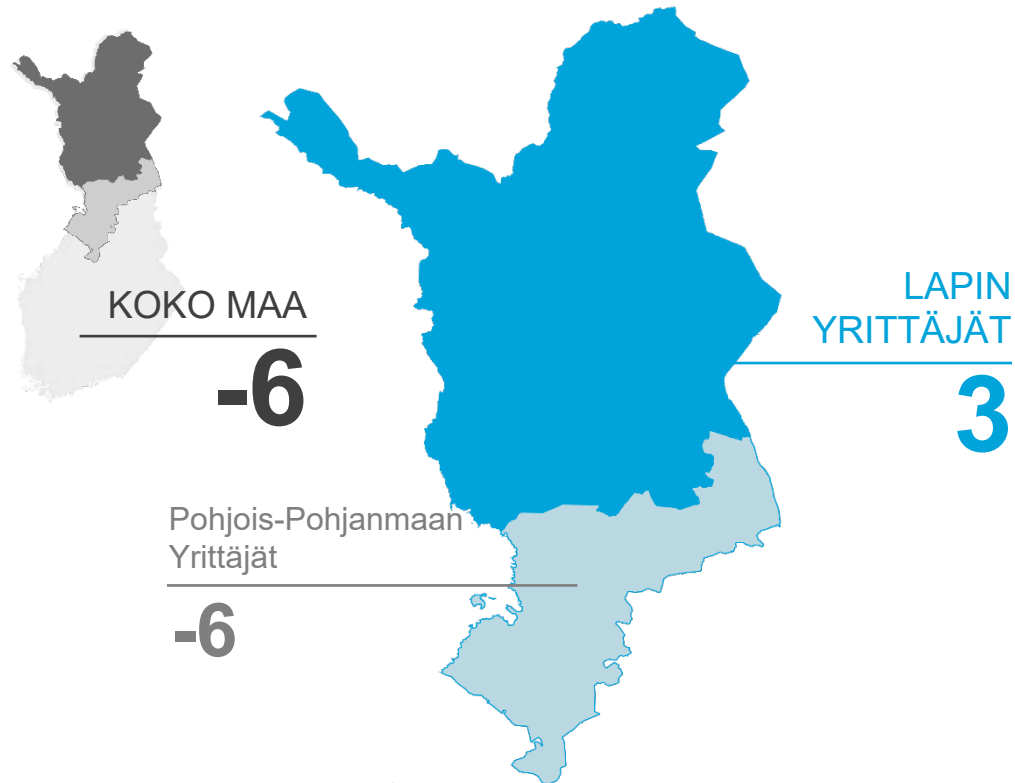 KOKO MAA
-6
LAPIN
YRITTÄJÄT
3
Pohjois-Pohjanmaan
Yrittäjät
-6